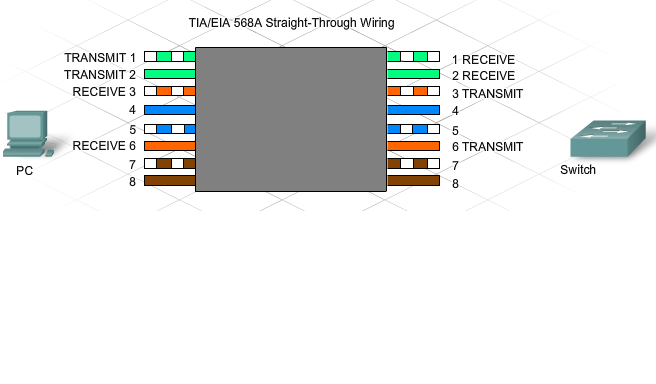 TIA/EIA 568A Straight-Through Wiring
TRANSMIT 1
1 RECEIVE
TRANSMIT 2
2 RECEIVE
RECEIVE 3
3 TRANSMIT
4
4
5
5
RECEIVE 6
6 TRANSMIT
7
7
8
8
PC
Switch